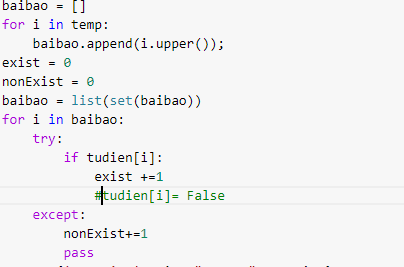 baibao = []
for i in temp:
    baibao.append(i.upper());
exist = 0
nonExist = 0
baibao = list(set(baibao))
for i in baibao:
    try:
        if tudien[i]:
            exist +=1
            #tudien[i]= False
    except:
        nonExist+=1
        pass